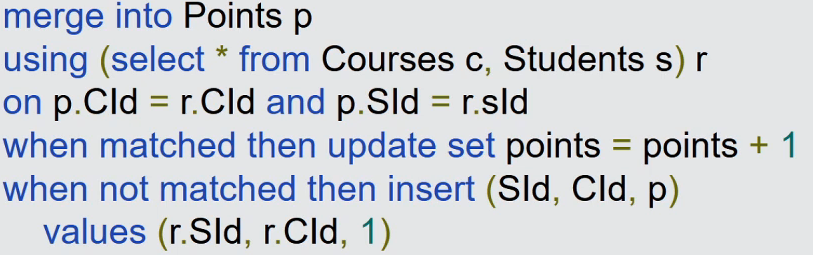 merge into Points p
using (select * from Courses c, Students s) r
on p.CId = r.CId and p.SId = r.sId
when matched then update set points = points + 1
when not matched then insert (SId, CId, p)
values (r.SId, r.CId, 1)